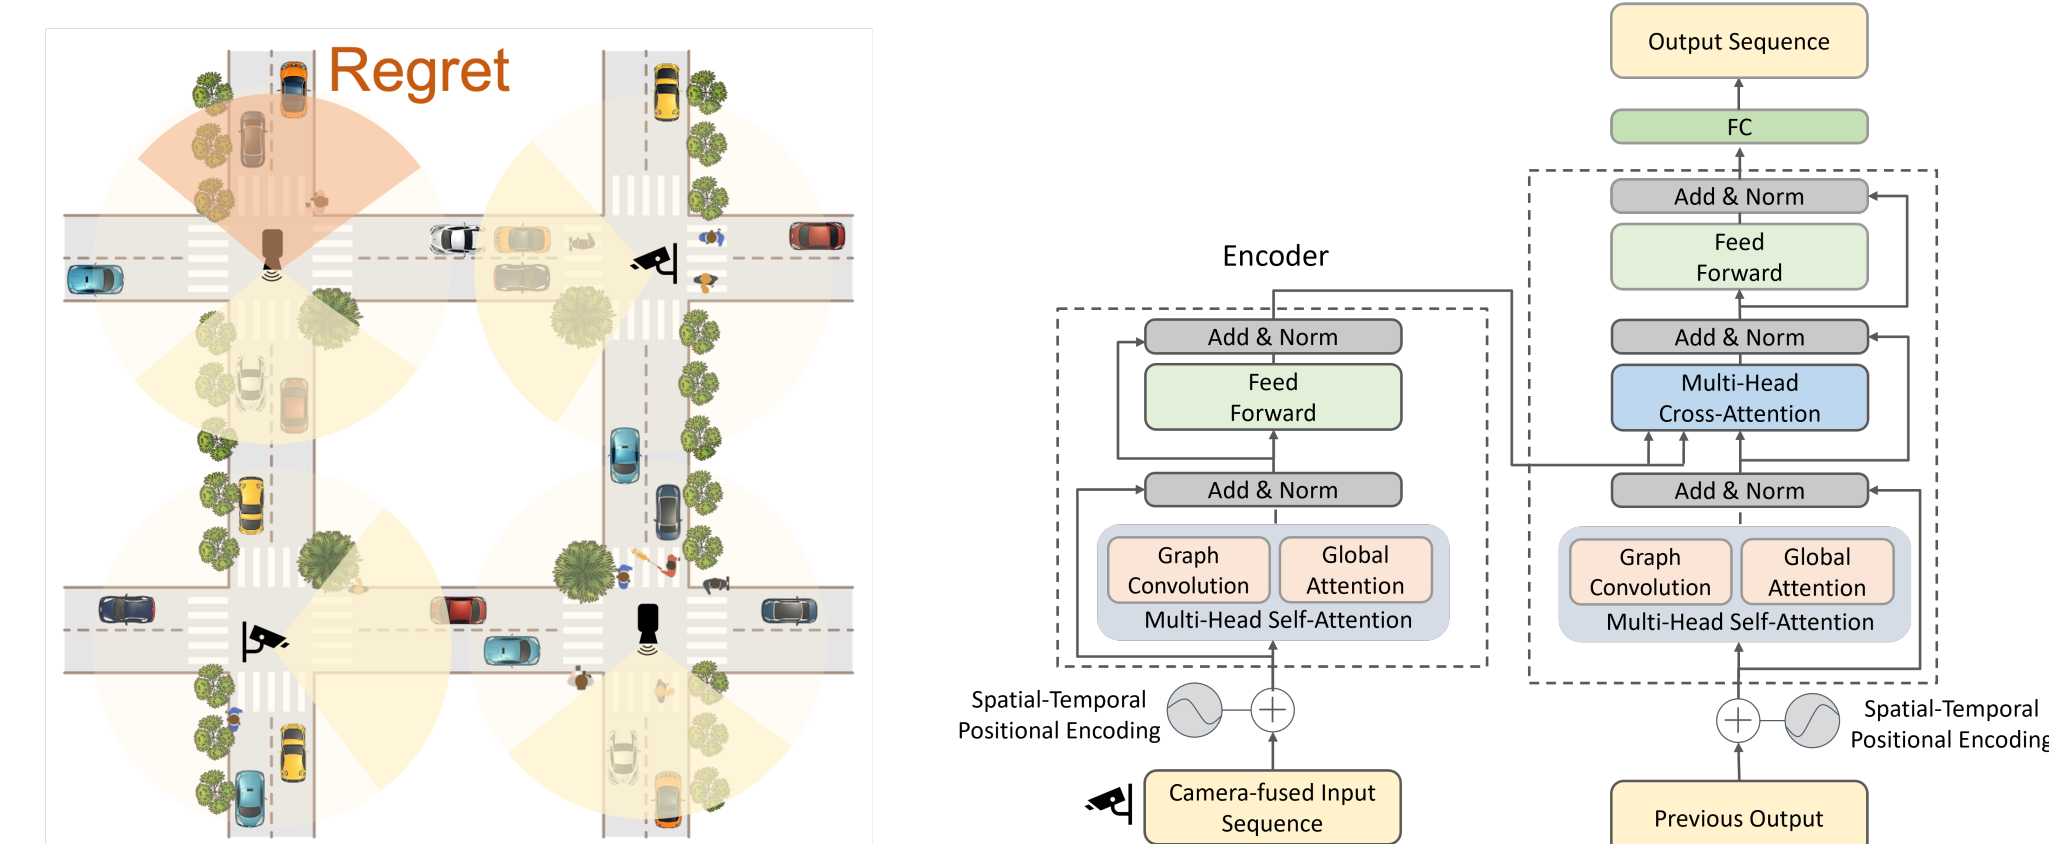 Regret
Encoder
Add & Norm
Feed
Forward
Add & Norm
Graph
Convolution
Global
Attention
Multi-Head Self-Attention
Spatial-Temporal
Positional Encoding
Camera-fused Input
Sequence
Output Sequence
FC
Add & Norm
Feed
Forward
Add & Norm
Multi-Head
Cross-Attention
Add & Norm
Graph
Convolution
Global
Attention
Multi-Head Self-Attention
Spatial-Temporal
Positional Encoding
Previous Output